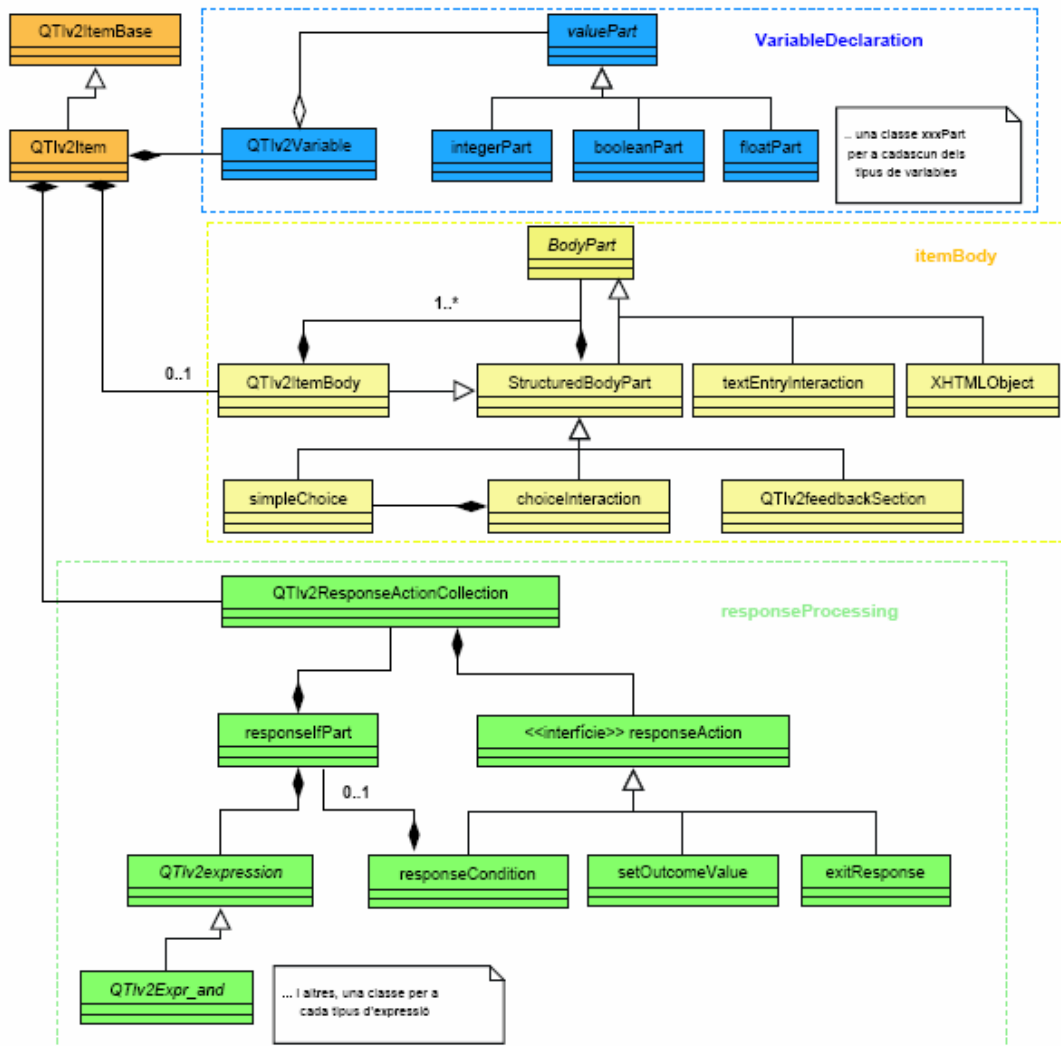 QTIv2ItemBase
valuePart
VariableDeclaration
QTIv2Item
QTIv2Variable
integerPart
booleanPart
floatPart
.. una classe xxxPart
per a cadascun dels
tipus de variables
BodyPart
itemBody
1..*
0..1
QTIv2ItemBody
StructuredBodyPart
textEntryInteraction
XHTMLObject
simpleChoice
choiceInteraction
QTIv2feedbackSection
QTIv2ResponseActionCollection
responseProcessing
responseIfPart
<<interfície>> responseAction
0..1
QTIv2expression
responseCondition
setOutcomeValue
exitResponse
QTIv2Expr_and
... I altres, una classe per a
cada tipus d'expressió